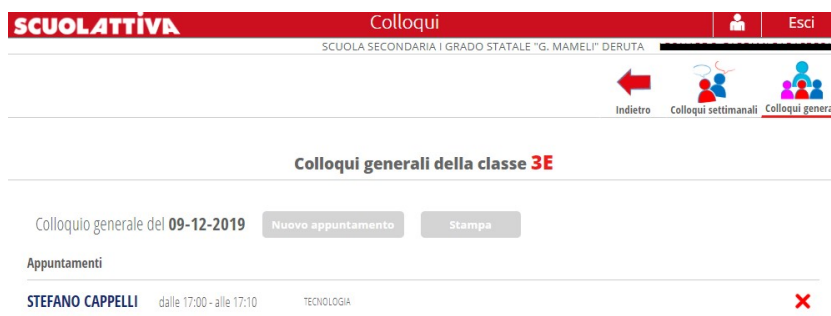 SCUOLATTIVA Colloqui Esci
SCUOLA SECONDARIA I GRADO STATALE "G. MAMELI" DERUTA
Indietro Colloqui settimanali Colloqui genera
Colloqui generali della classe 3E
Colloquio generale del 09-12-2019 Nuovo appuntamento Stampa
Appuntamenti
STEFANO CAPPELLI dalle 17:00 - alle 17:10 TECNOLOGIA